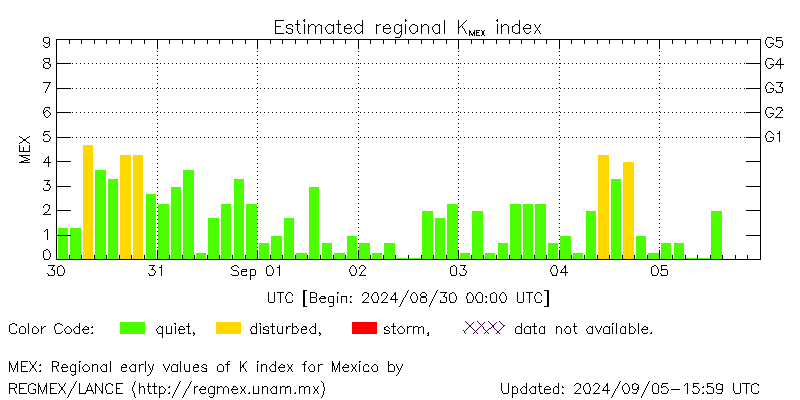 Estimated regional KMEX index
9
8
7
6
5
4
3
2
1
0
MEX
G5
G4
G3
G2
G1
30 31 Sep 01 02 03 04 05
UTC [Begin: 2024/08/30 00:00 UTC]
Color Code: quiet, disturbed, storm, data not available.
MEX: Regional early values of K index for Mexico by
REGMEX/LANCE (http://regmex.unam.mx) Updated: 2024/09/05-15:59 UTC